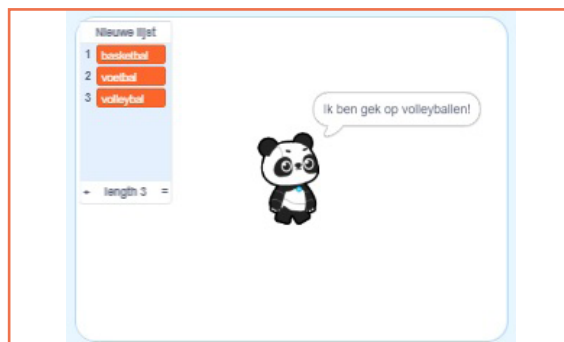 Nieuwe lijst
1 basketbal
2 voetbal
3 volleybal
Ik ben gek op volleyballen!
+ length 3 =